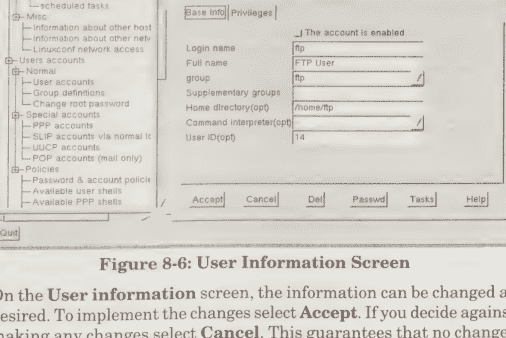 scheduled tasks
Misc
Information about other host
Information about other netw
Linuxconf network access
Users accounts
Normal
User accounts
Group definitions
Change root password
Special accounts
PPP accounts
SLIP accounts via normal lo
UUCP accounts
POP accounts (mail only)
Policies
Password & account policie
Available user shells
Available PPP shells
Quit
Base info Privileges
The account is enabled
Login name ftp
Full name FTP User
group ftp
Supplementary groups
Home directory(opt) /home/ftp
Command interpreter(opt)
User ID(opt) 14
Accept Cancel Del Passwd Tasks Help
Figure 8-6: User Information Screen
On the User information screen, the information can be changed a
desired. To implement the changes select Accept. If you decide agains
making any changes select Cancel. This guarantees that no change